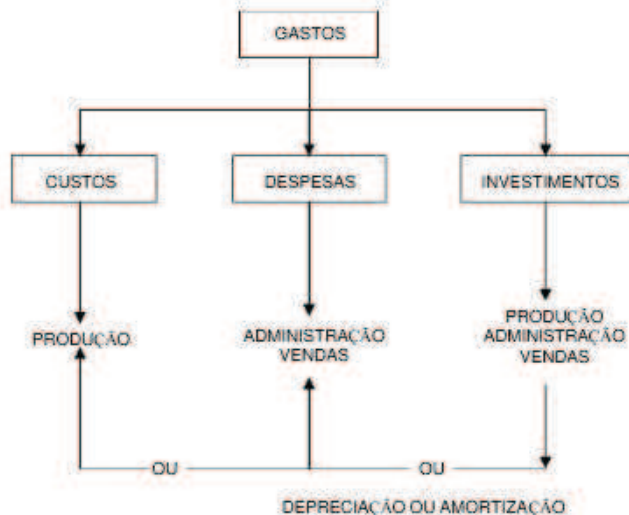 GASTOS
CUSTOS
DESPESAS
INVESTIMENTOS
PRODUÇÃO
ADMINISTRAÇÃO
VENDAS
PRODUÇÃO
ADMINISTRAÇÃO
VENDAS
OU
OU
DEPRECIAÇÃO OU AMORTIZAÇÃO